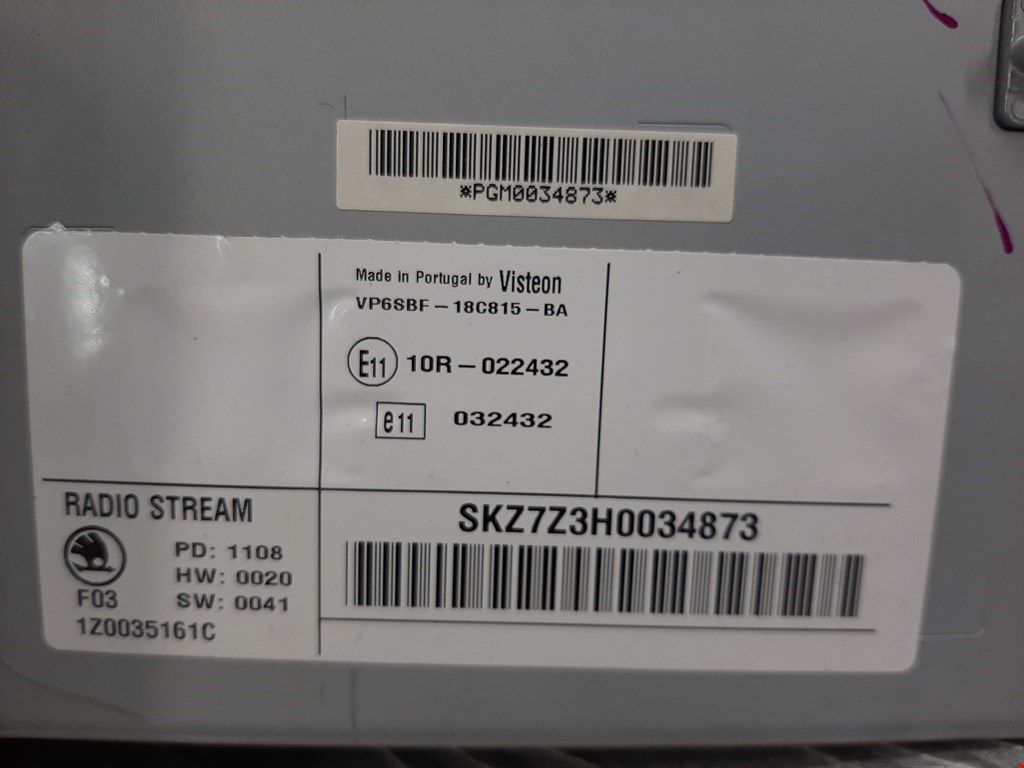 *PGM0034873*
Made in Portugal by Visteon
VP6SBF-18C815-BA
E11 10R-022432
e11 032432
RADIO STREAM
PD: 1108
HW: 0020
F03 SW: 0041
1Z0035161C
SKZ7Z3H0034873